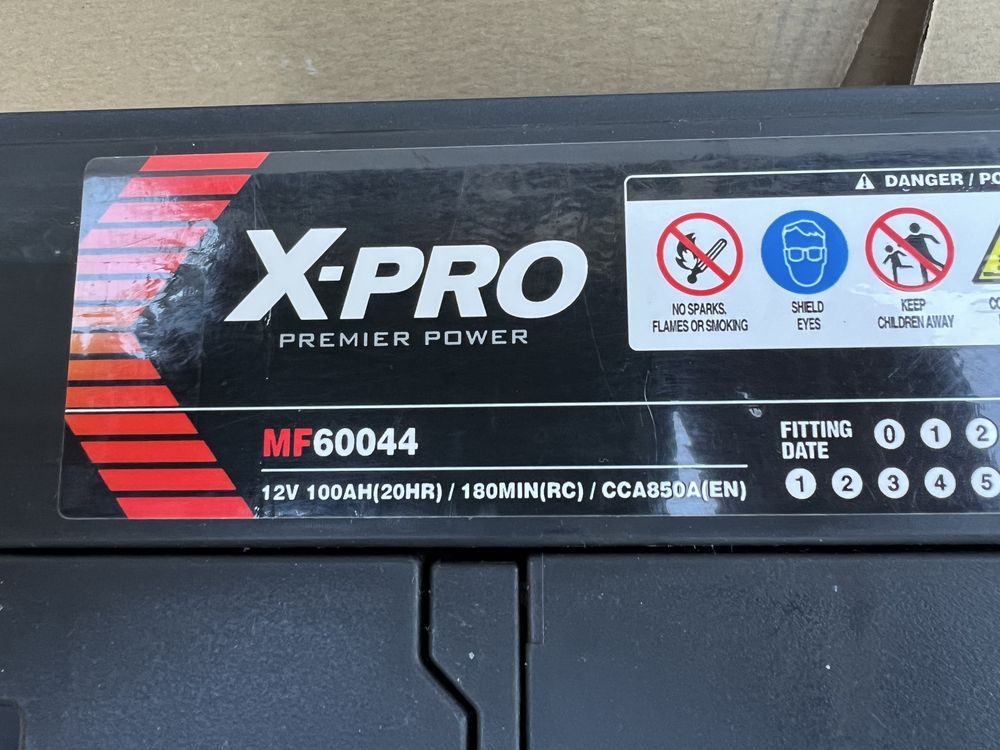 X-PRO
PREMIER POWER
MF60044
12V 100AH(20HR) / 180MIN(RC) / CCA850A(EN)
DANGER /
NO SPARKS.
FLAMES OR SMOKING
SHIELD
EYES
KEEP
CHILDREN AWAY
FITTING
DATE
0 1 2
1 2 3 4 5